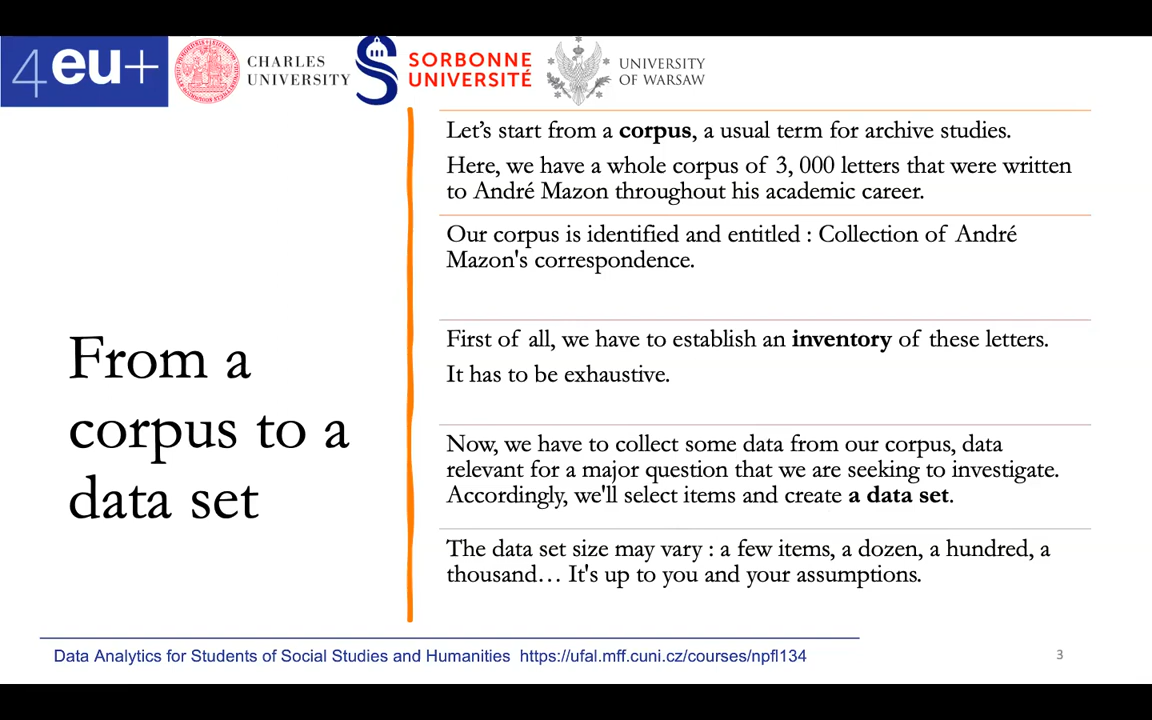 4eu+
CHARLES
UNIVERSITY
SORBONNE
UNIVERSITÉ
UNIVERSITY
OF WARSAW
From a
corpus to a
data set
Let’s start from a corpus, a usual term for archive studies.
Here, we have a whole corpus of 3, 000 letters that were written
to André Mazon throughout his academic career.
Our corpus is identified and entitled : Collection of André
Mazon's correspondence.
First of all, we have to establish an inventory of these letters.
It has to be exhaustive.
Now, we have to collect some data from our corpus, data
relevant for a major question that we are seeking to investigate.
Accordingly, we'll select items and create a data set.
The data set size may vary : a few items, a dozen, a hundred, a
thousand… It's up to you and your assumptions.
Data Analytics for Students of Social Studies and Humanities https://ufal.mff.cuni.cz/courses/npfl134
3